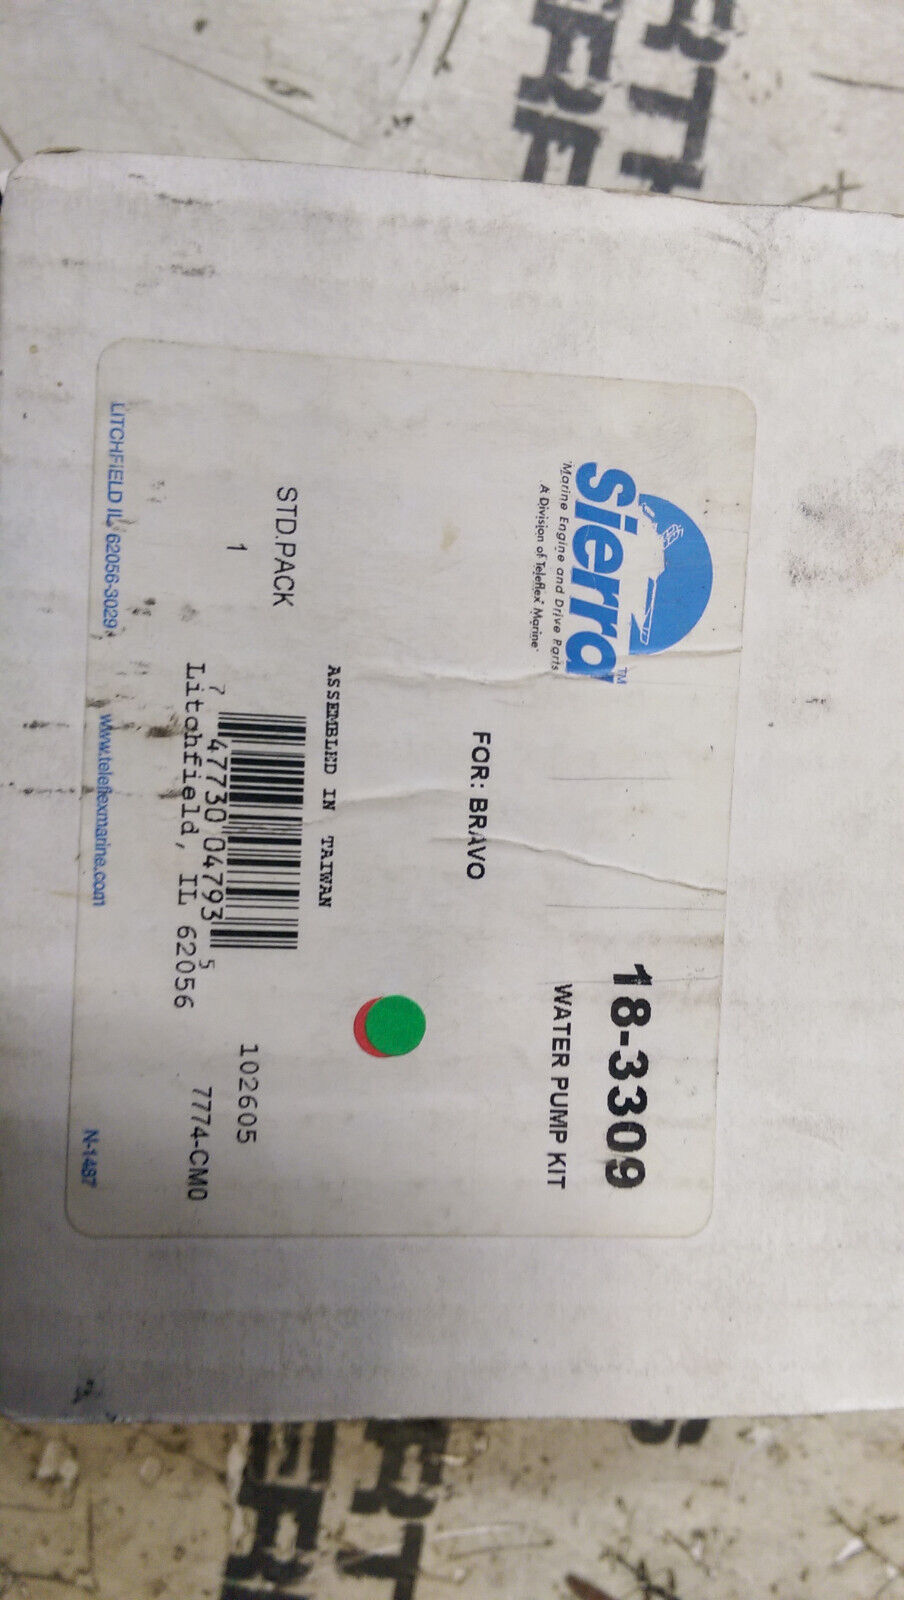 Sierra™
"Marine Engine and Drive Parts
A Division of Teleflex Marine"
18-3309
WATER PUMP KIT
FOR: BRAVO
ASSEMBLED IN TAIWAN
STD.PACK
1
7 47730 04793 5
102605
Litchfield, IL 62056
7774-CM0
LITCHFIELD IL 62056-3029
www.teleflexmarine.com
N-1487